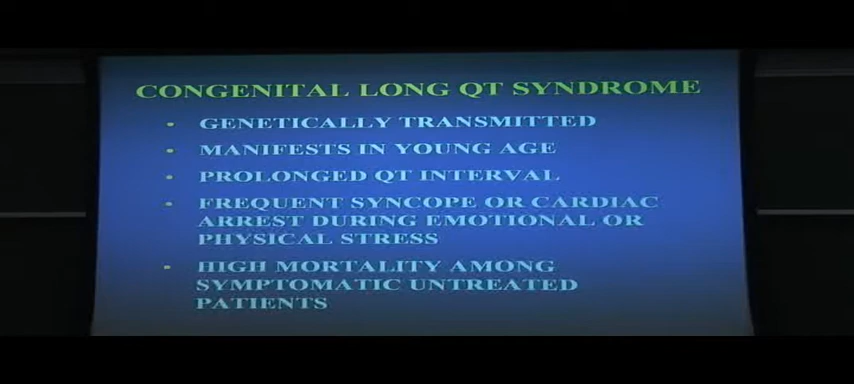 CONGENITAL LONG QT SYNDROME
• GENETICALLY TRANSMITTED
• MANIFESTS IN YOUNG AGE
• PROLONGED QT INTERVAL
• FREQUENT SYNCOPE OR CARDIAC
ARREST DURING EMOTIONAL OR
PHYSICAL STRESS
• HIGH MORTALITY AMONG
SYMPTOMATIC UNTREATED
PATIENTS